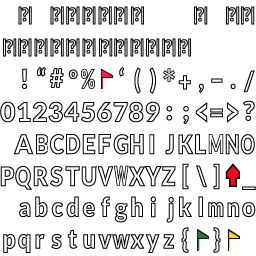 ! " # % ' ( ) * + , - . /
0123456789:;<=>?
ABCDEFGHIJKLMNO
PQRSTUVWXYZ[\]_
abcdefghijklmno
pqrstuvwxyz{